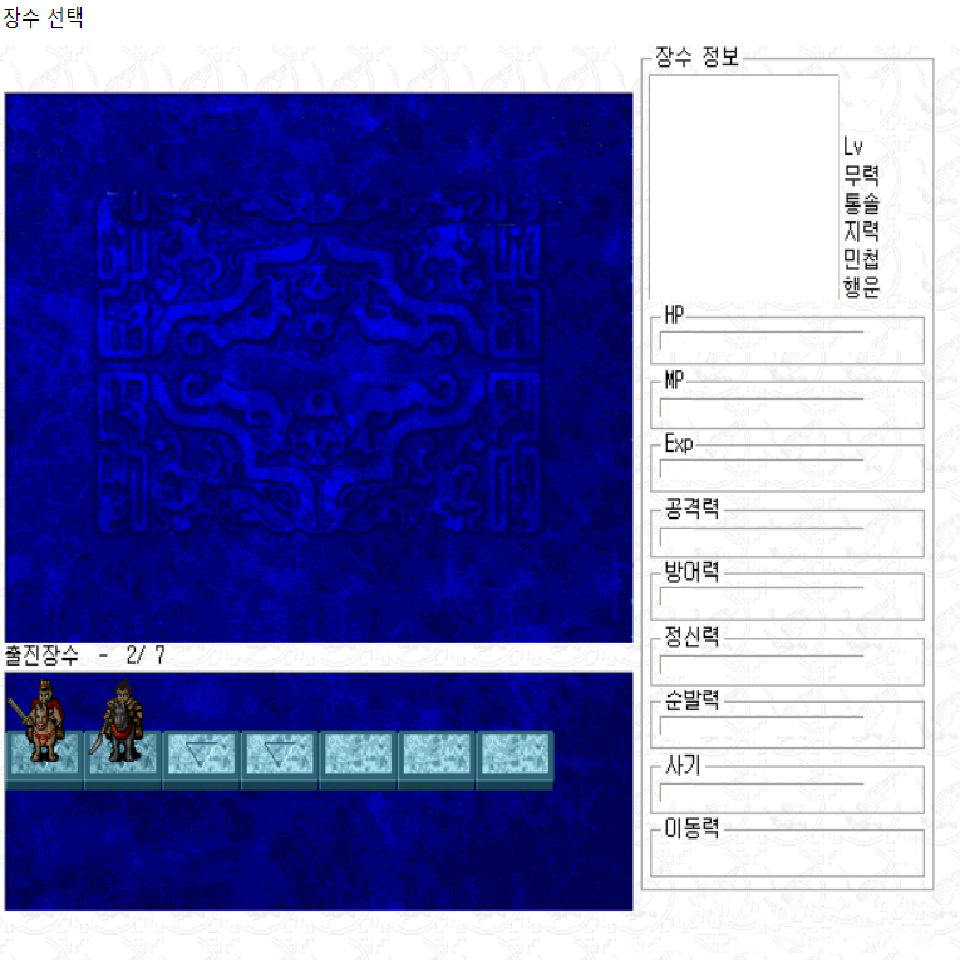 장수 선택
장수 정보
Lv
무력
통솔
지력
민첩
행운
HP
MP
Exp
공격력
방어력
정신력
순발력
사기
이동력
출진장수 - 2/ 7